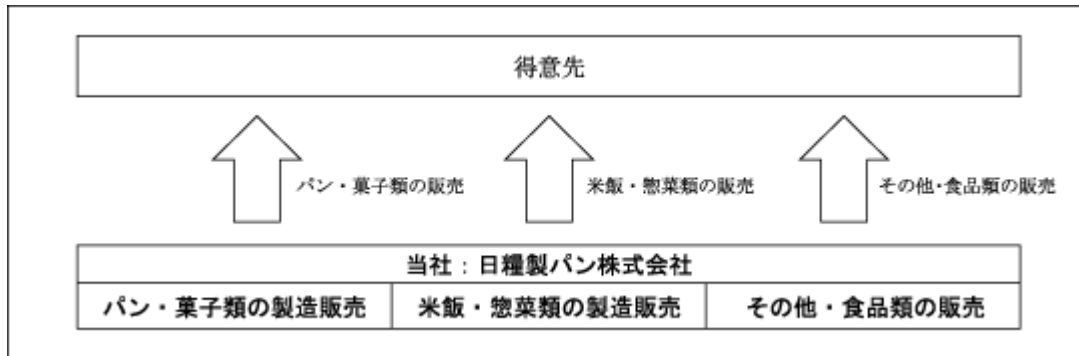 得意先
パン・菓子類の販売
米飯・惣菜類の販売
その他・食品類の販売
当社：日糧製パン株式会社
パン・菓子類の製造販売
米飯・惣菜類の製造販売
その他・食品類の販売